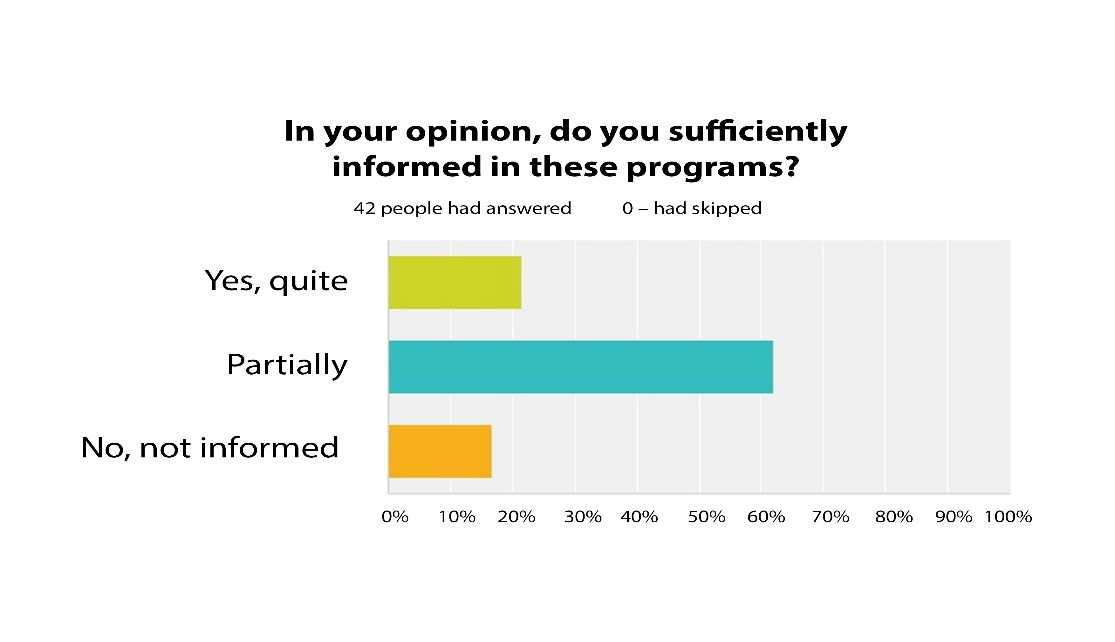 In your opinion, do you sufficiently
informed in these programs?
42 people had answered 0 – had skipped
Yes, quite
Partially
No, not informed
0% 10% 20% 30% 40% 50% 60% 70% 80% 90% 100%